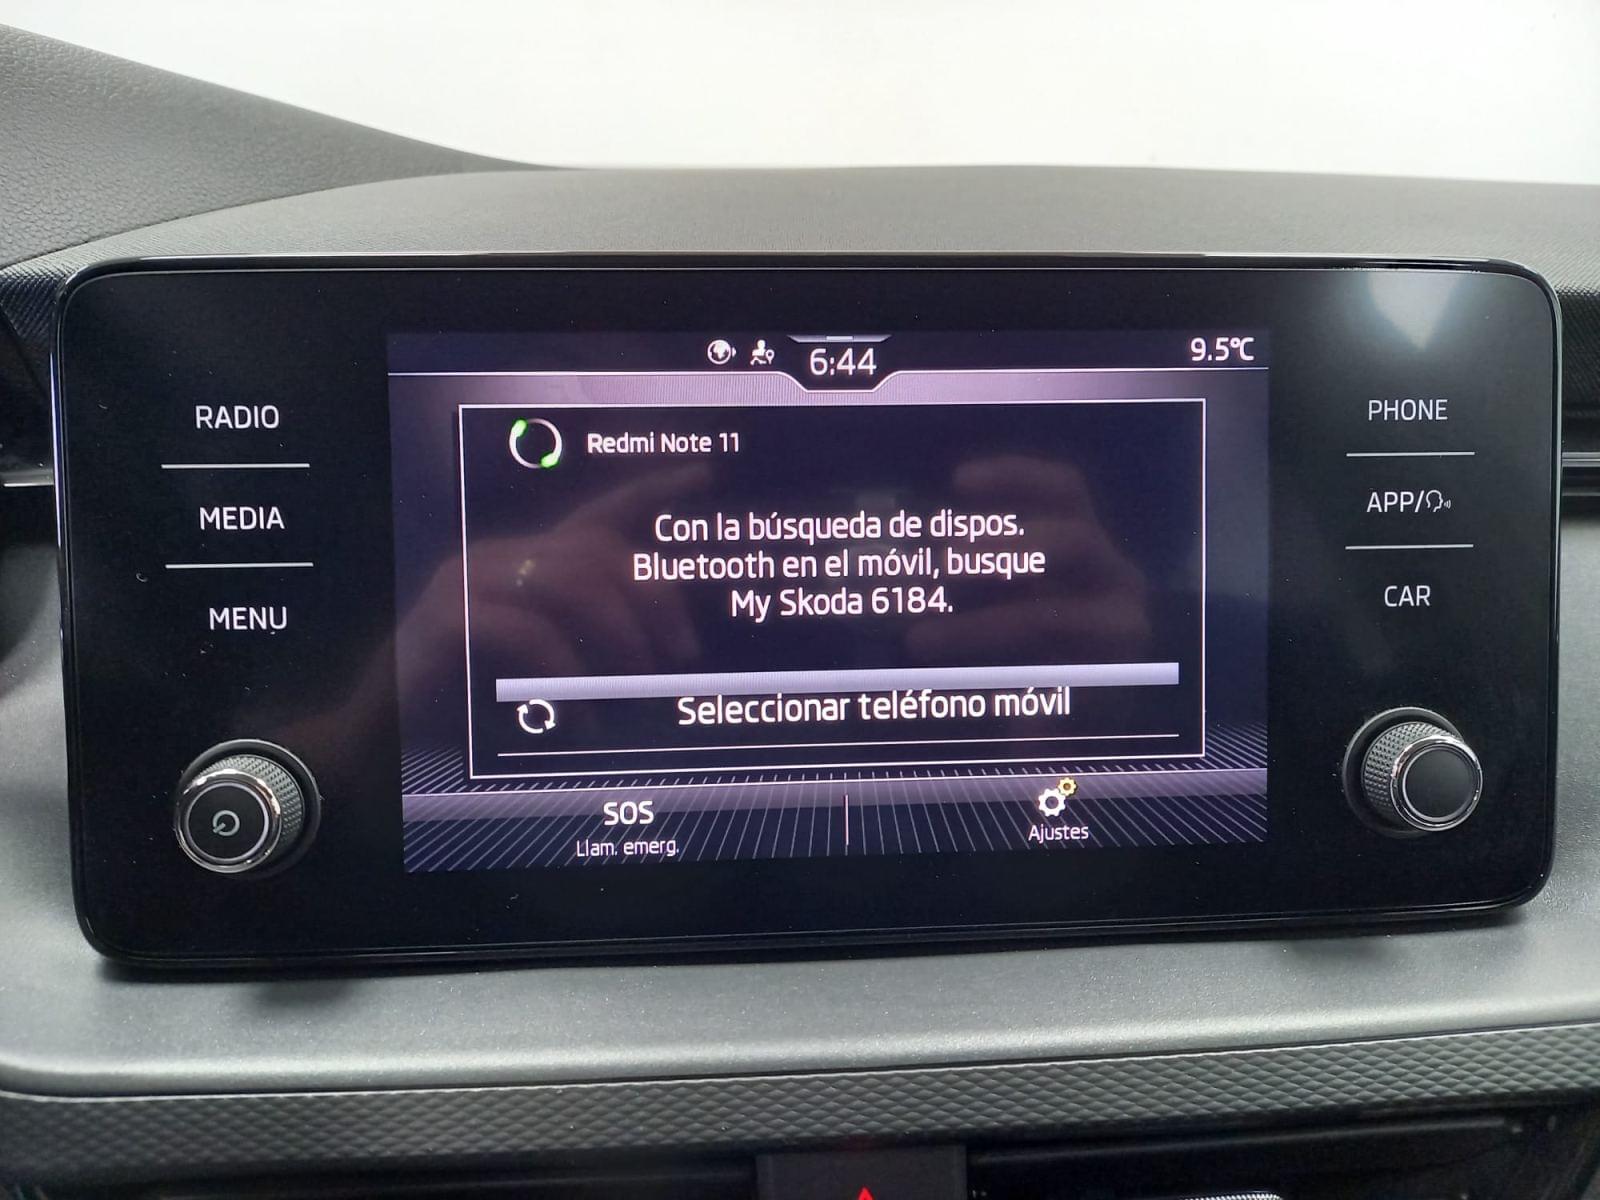 6:44
9.5°C
RADIO
MEDIA
MENU
Redmi Note 11
Con la búsqueda de dispos.
Bluetooth en el móvil, busque
My Skoda 6184.
Seleccionar teléfono móvil
SOS
Llam. emerg.
Ajustes
PHONE
APP/
CAR